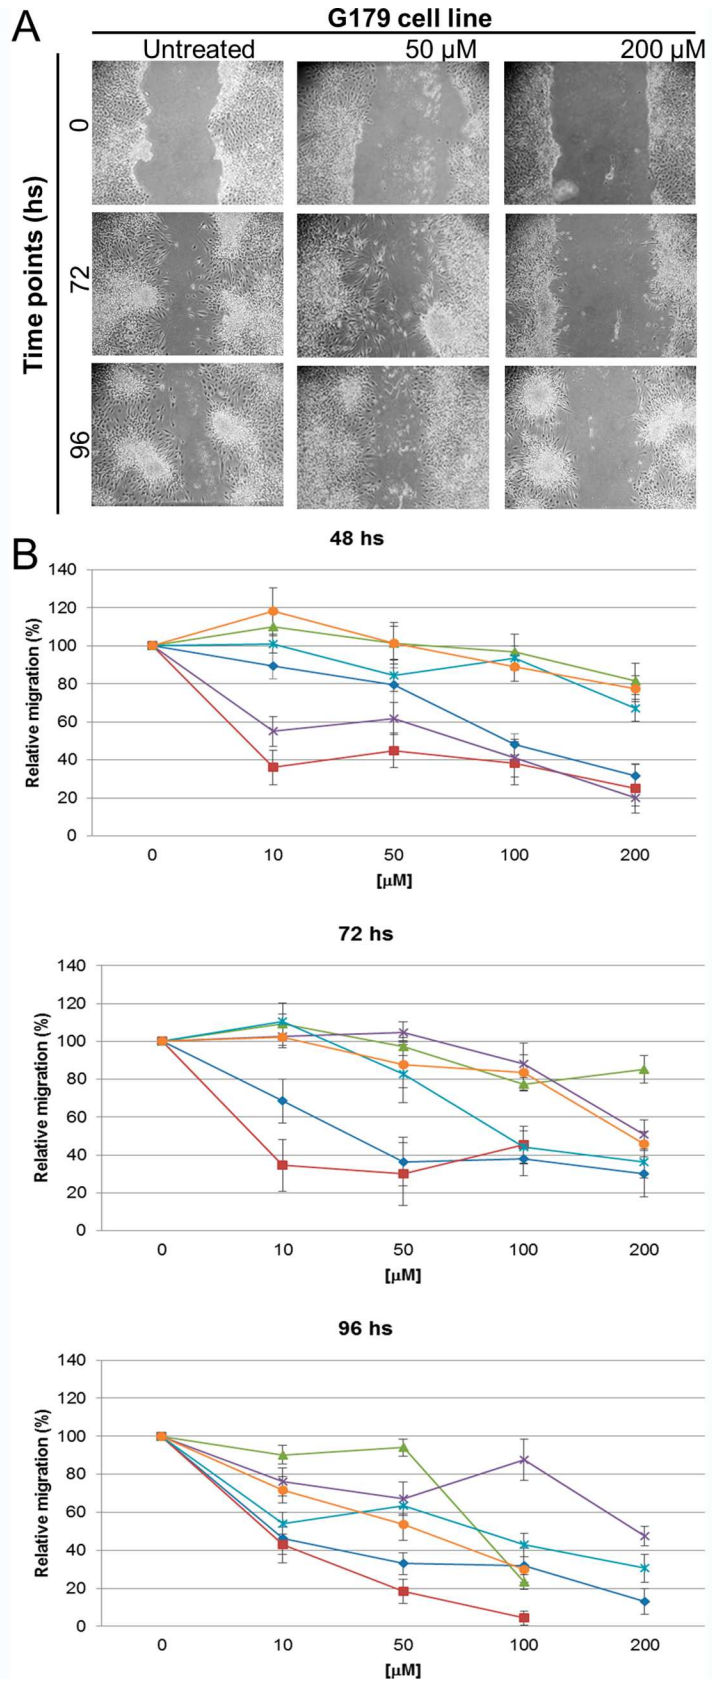 A
G179 cell line
Untreated 50 µM 200 µM
Time points (hs)
0
72
96
B
48 hs
Relative migration (%)
140
120
100
80
60
40
20
0
0 10 50 100 200
[µM]
72 hs
Relative migration (%)
140
120
100
80
60
40
20
0
0 10 50 100 200
[µM]
96 hs
Relative migration (%)
140
120
100
80
60
40
20
0
0 10 50 100 200
[µM]